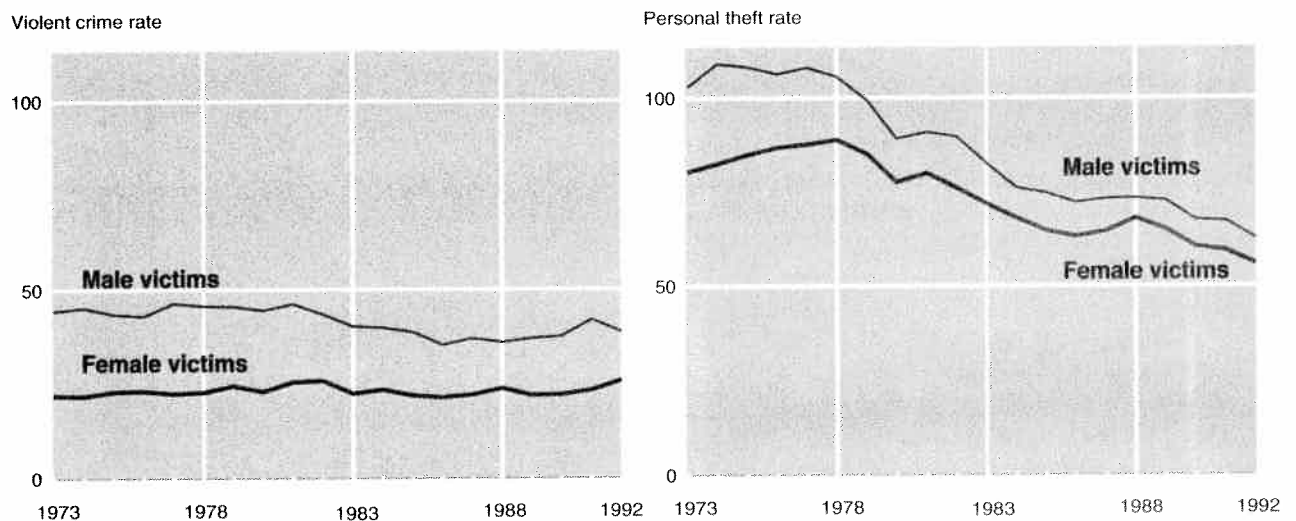 Violent crime rate
100
Male victims
50
Female victims
0
1973 1978 1983 1988 1992
Personal theft rate
100
Male victims
Female victims
50
0
1973 1978 1983 1988 1992